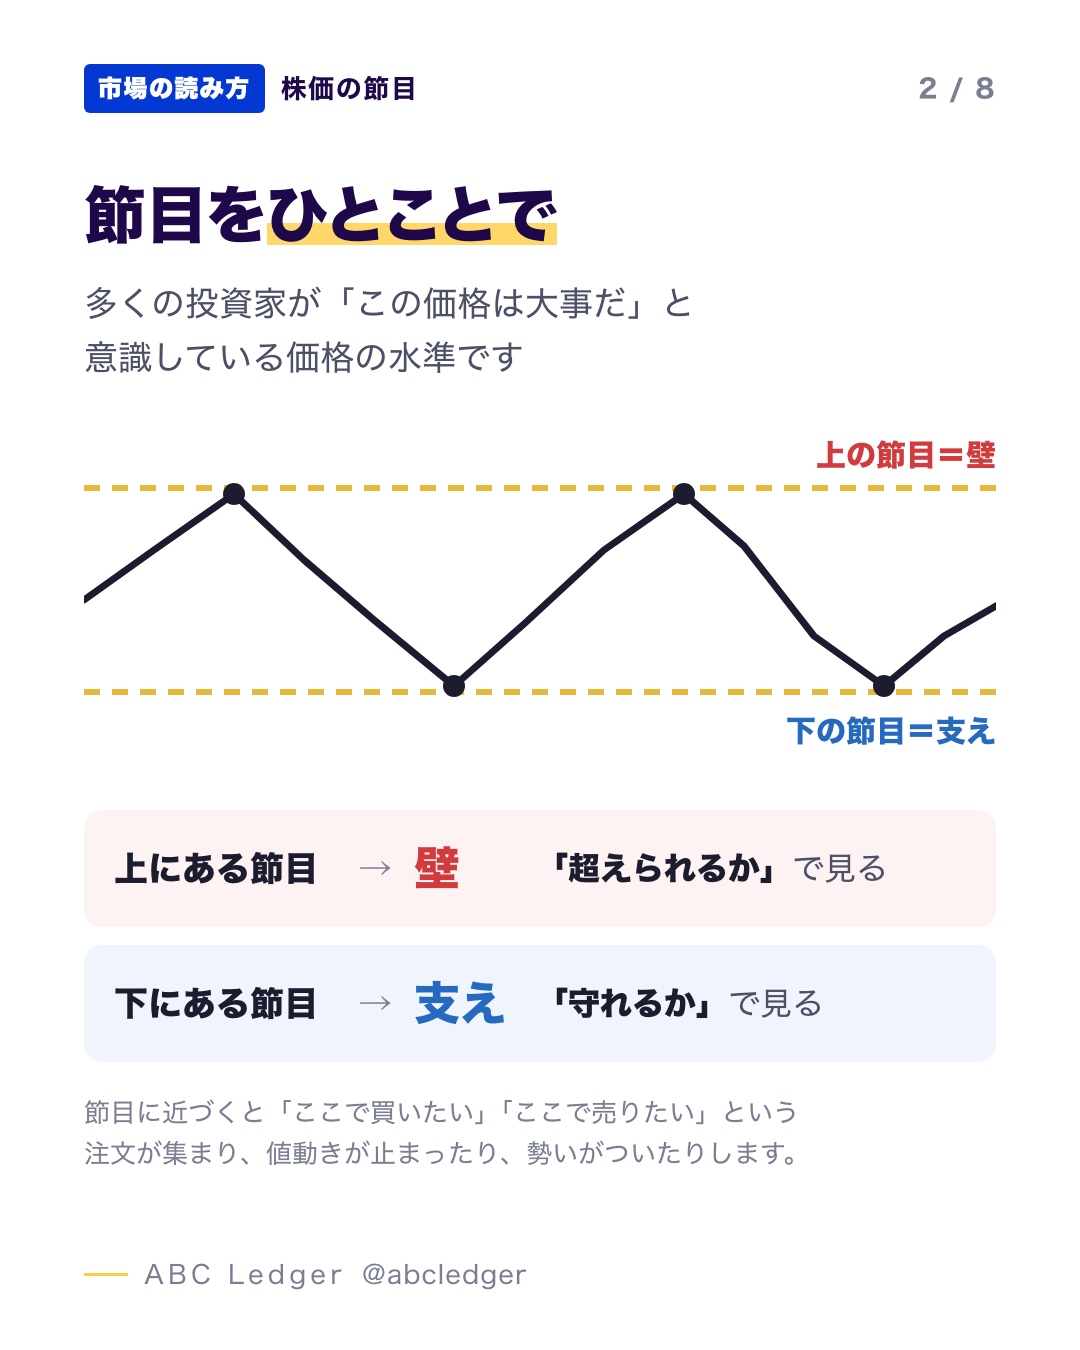 市場の読み方 株価の節目 2 / 8
節目をひとことで
多くの投資家が「この価格は大事だ」と
意識している価格の水準です
上の節目＝壁
下の節目＝支え
上にある節目 → 壁 「超えられるか」で見る
下にある節目 → 支え 「守れるか」で見る
節目に近づくと「ここで買いたい」「ここで売りたい」という
注文が集まり、値動きが止まったり、勢いがついたりします。
ABC Ledger @abcledger